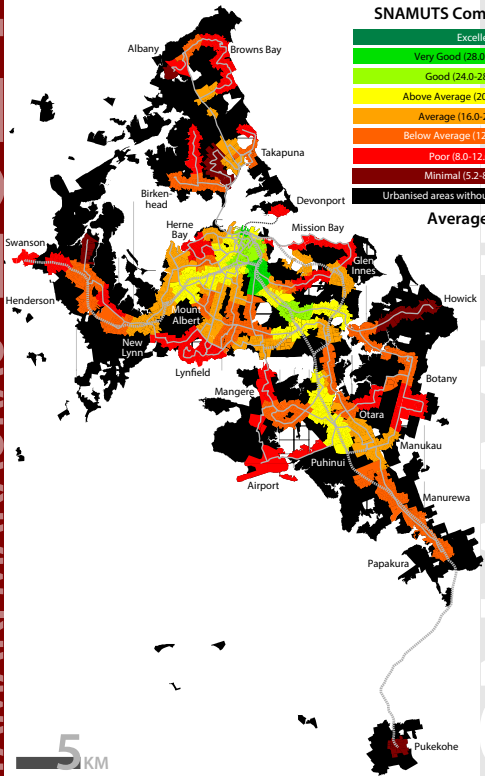 SNAMUTS Com
Excelle
Very Good (28.0
Good (24.0-28
Above Average (20
Average (16.0-2
Below Average (12
Poor (8.0-12.
Minimal (5.2-8
Urbanised areas withou
Average
Albany
Browns Bay
Takapuna
Birken-
head
Devonport
Herne
Bay
Mission Bay
Swanson
Glen
Innes
Henderson
Howick
Mount
Albert
New
Lynn
Lynfield
Botany
Mangere
Otara
Manukau
Puhinui
Airport
Manurewa
Papakura
Pukekohe
5 KM